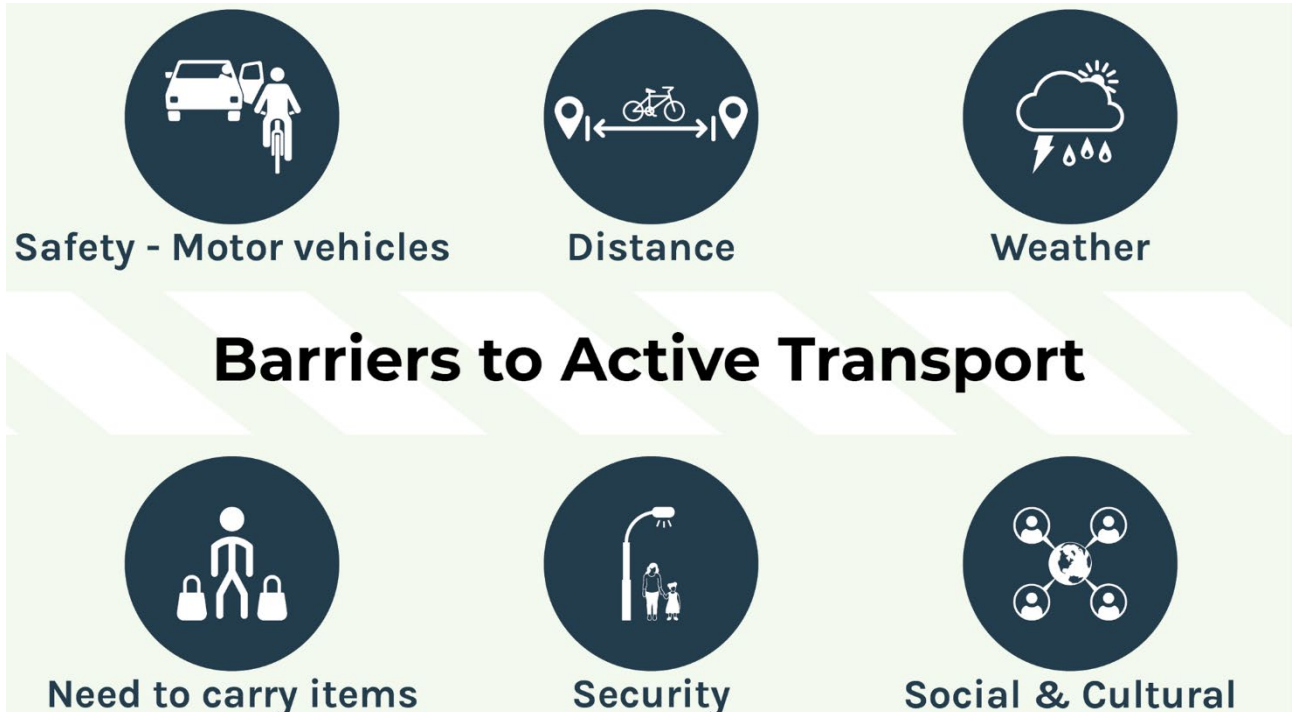 Safety - Motor vehicles
Distance
Weather
Barriers to Active Transport
Need to carry items
Security
Social & Cultural